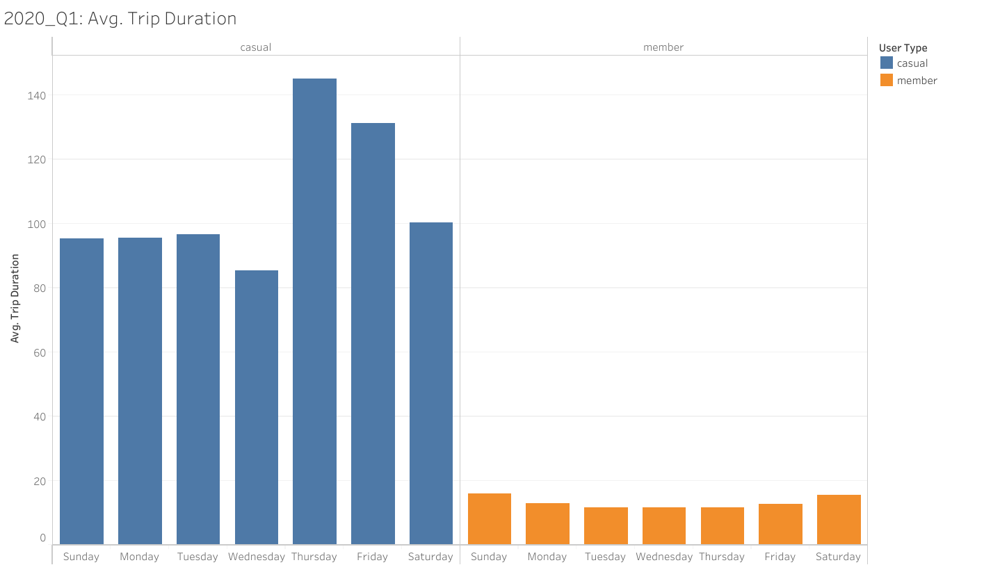 2020_Q1: Avg. Trip Duration
casual member
User Type
casual
member
140
120
100
80
60
40
20
0
Avg. Trip Duration
Sunday Monday Tuesday Wednesday Thursday Friday Saturday Sunday Monday Tuesday Wednesday Thursday Friday Saturday